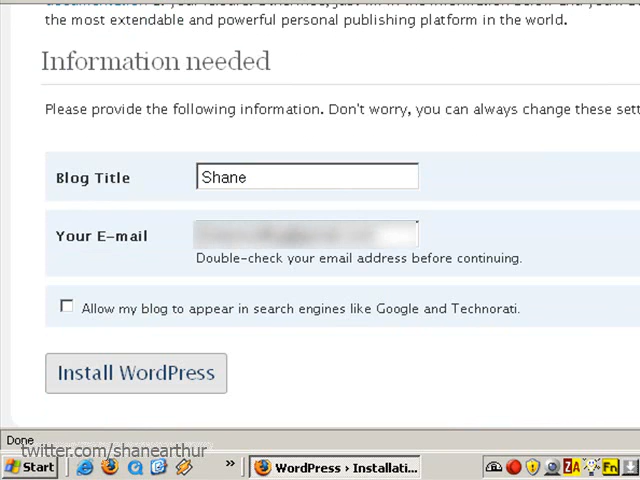 the most extendable and powerful personal publishing platform in the world.
Information needed
Please provide the following information. Don't worry, you can always change these sett
Blog Title
Shane
Your E-mail
Double-check your email address before continuing.
Allow my blog to appear in search engines like Google and Technorati.
Install WordPress
Done
twitter.com/shanearthur
Start
»
WordPress › Installati...
ZA
Fn